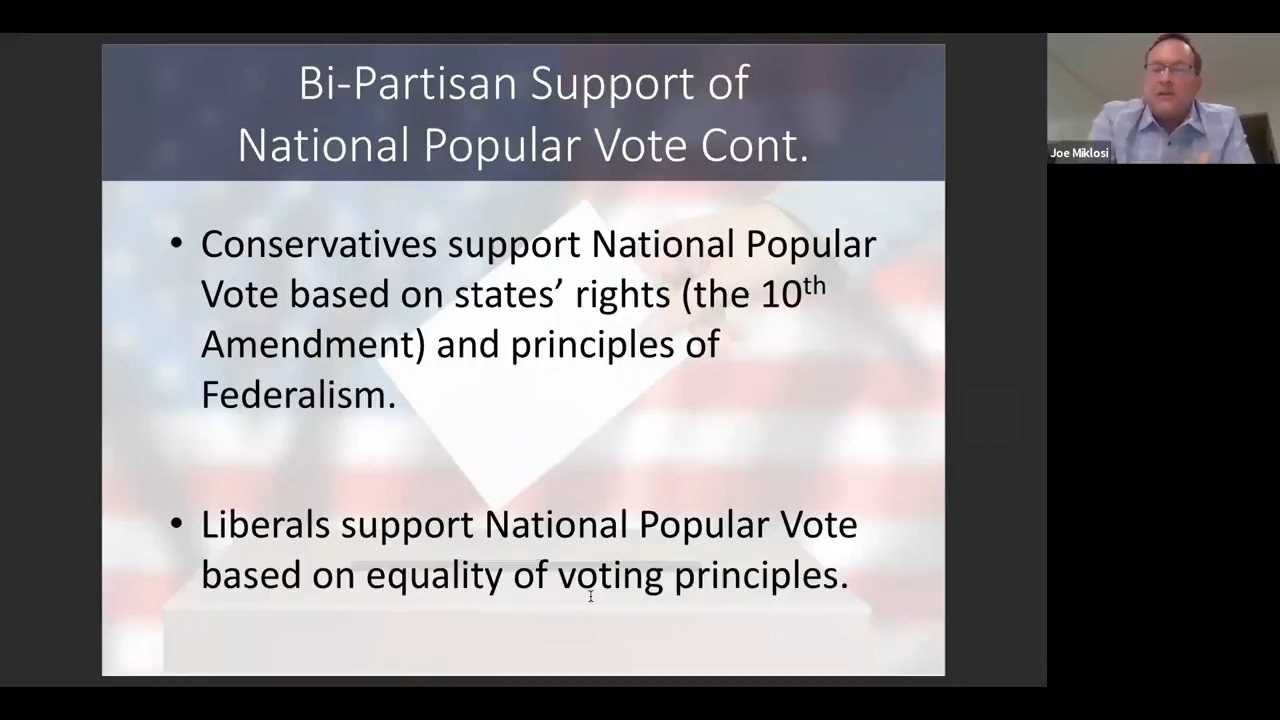 Bi-Partisan Support of
National Popular Vote Cont.
• Conservatives support National Popular
Vote based on states’ rights (the 10th
Amendment) and principles of
Federalism.
• Liberals support National Popular Vote
based on equality of voting principles.
Joe Miklosi